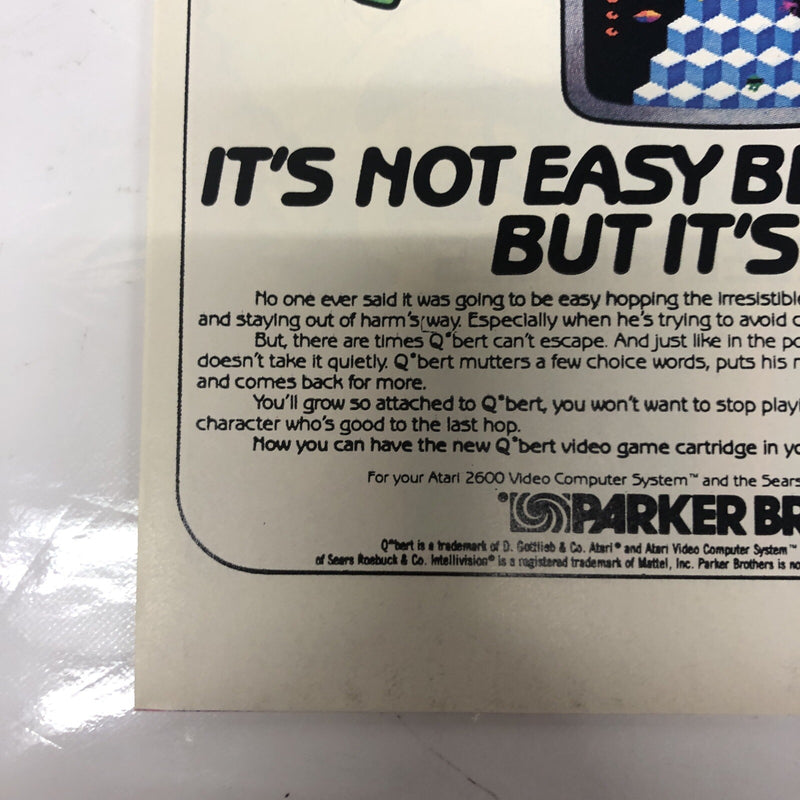 IT'S NOT EASY BE
BUT IT'S
No one ever said it was going to be easy hopping the irresistible
and staying out of harm's way. Especially when he's trying to avoid
But, there are times Q*bert can't escape. And just like in the
doesn't take it quietly. Q*bert mutters a few choice words, puts his
and comes back for more.
You'll grow so attached to Q*bert, you won't want to stop
character who's good to the last hop.
Now you can have the new Q*bert video game cartridge in
For your Atari 2600 Video Computer System™ and the Sears
PARKER BR
Q*bert is a trademark of D. Gottlieb & Co. Atari® and Atari Video Computer System™
of Sears Roebuck & Co. Intellivision® is a registered trademark of Mattel, Inc. Parker Brothers is